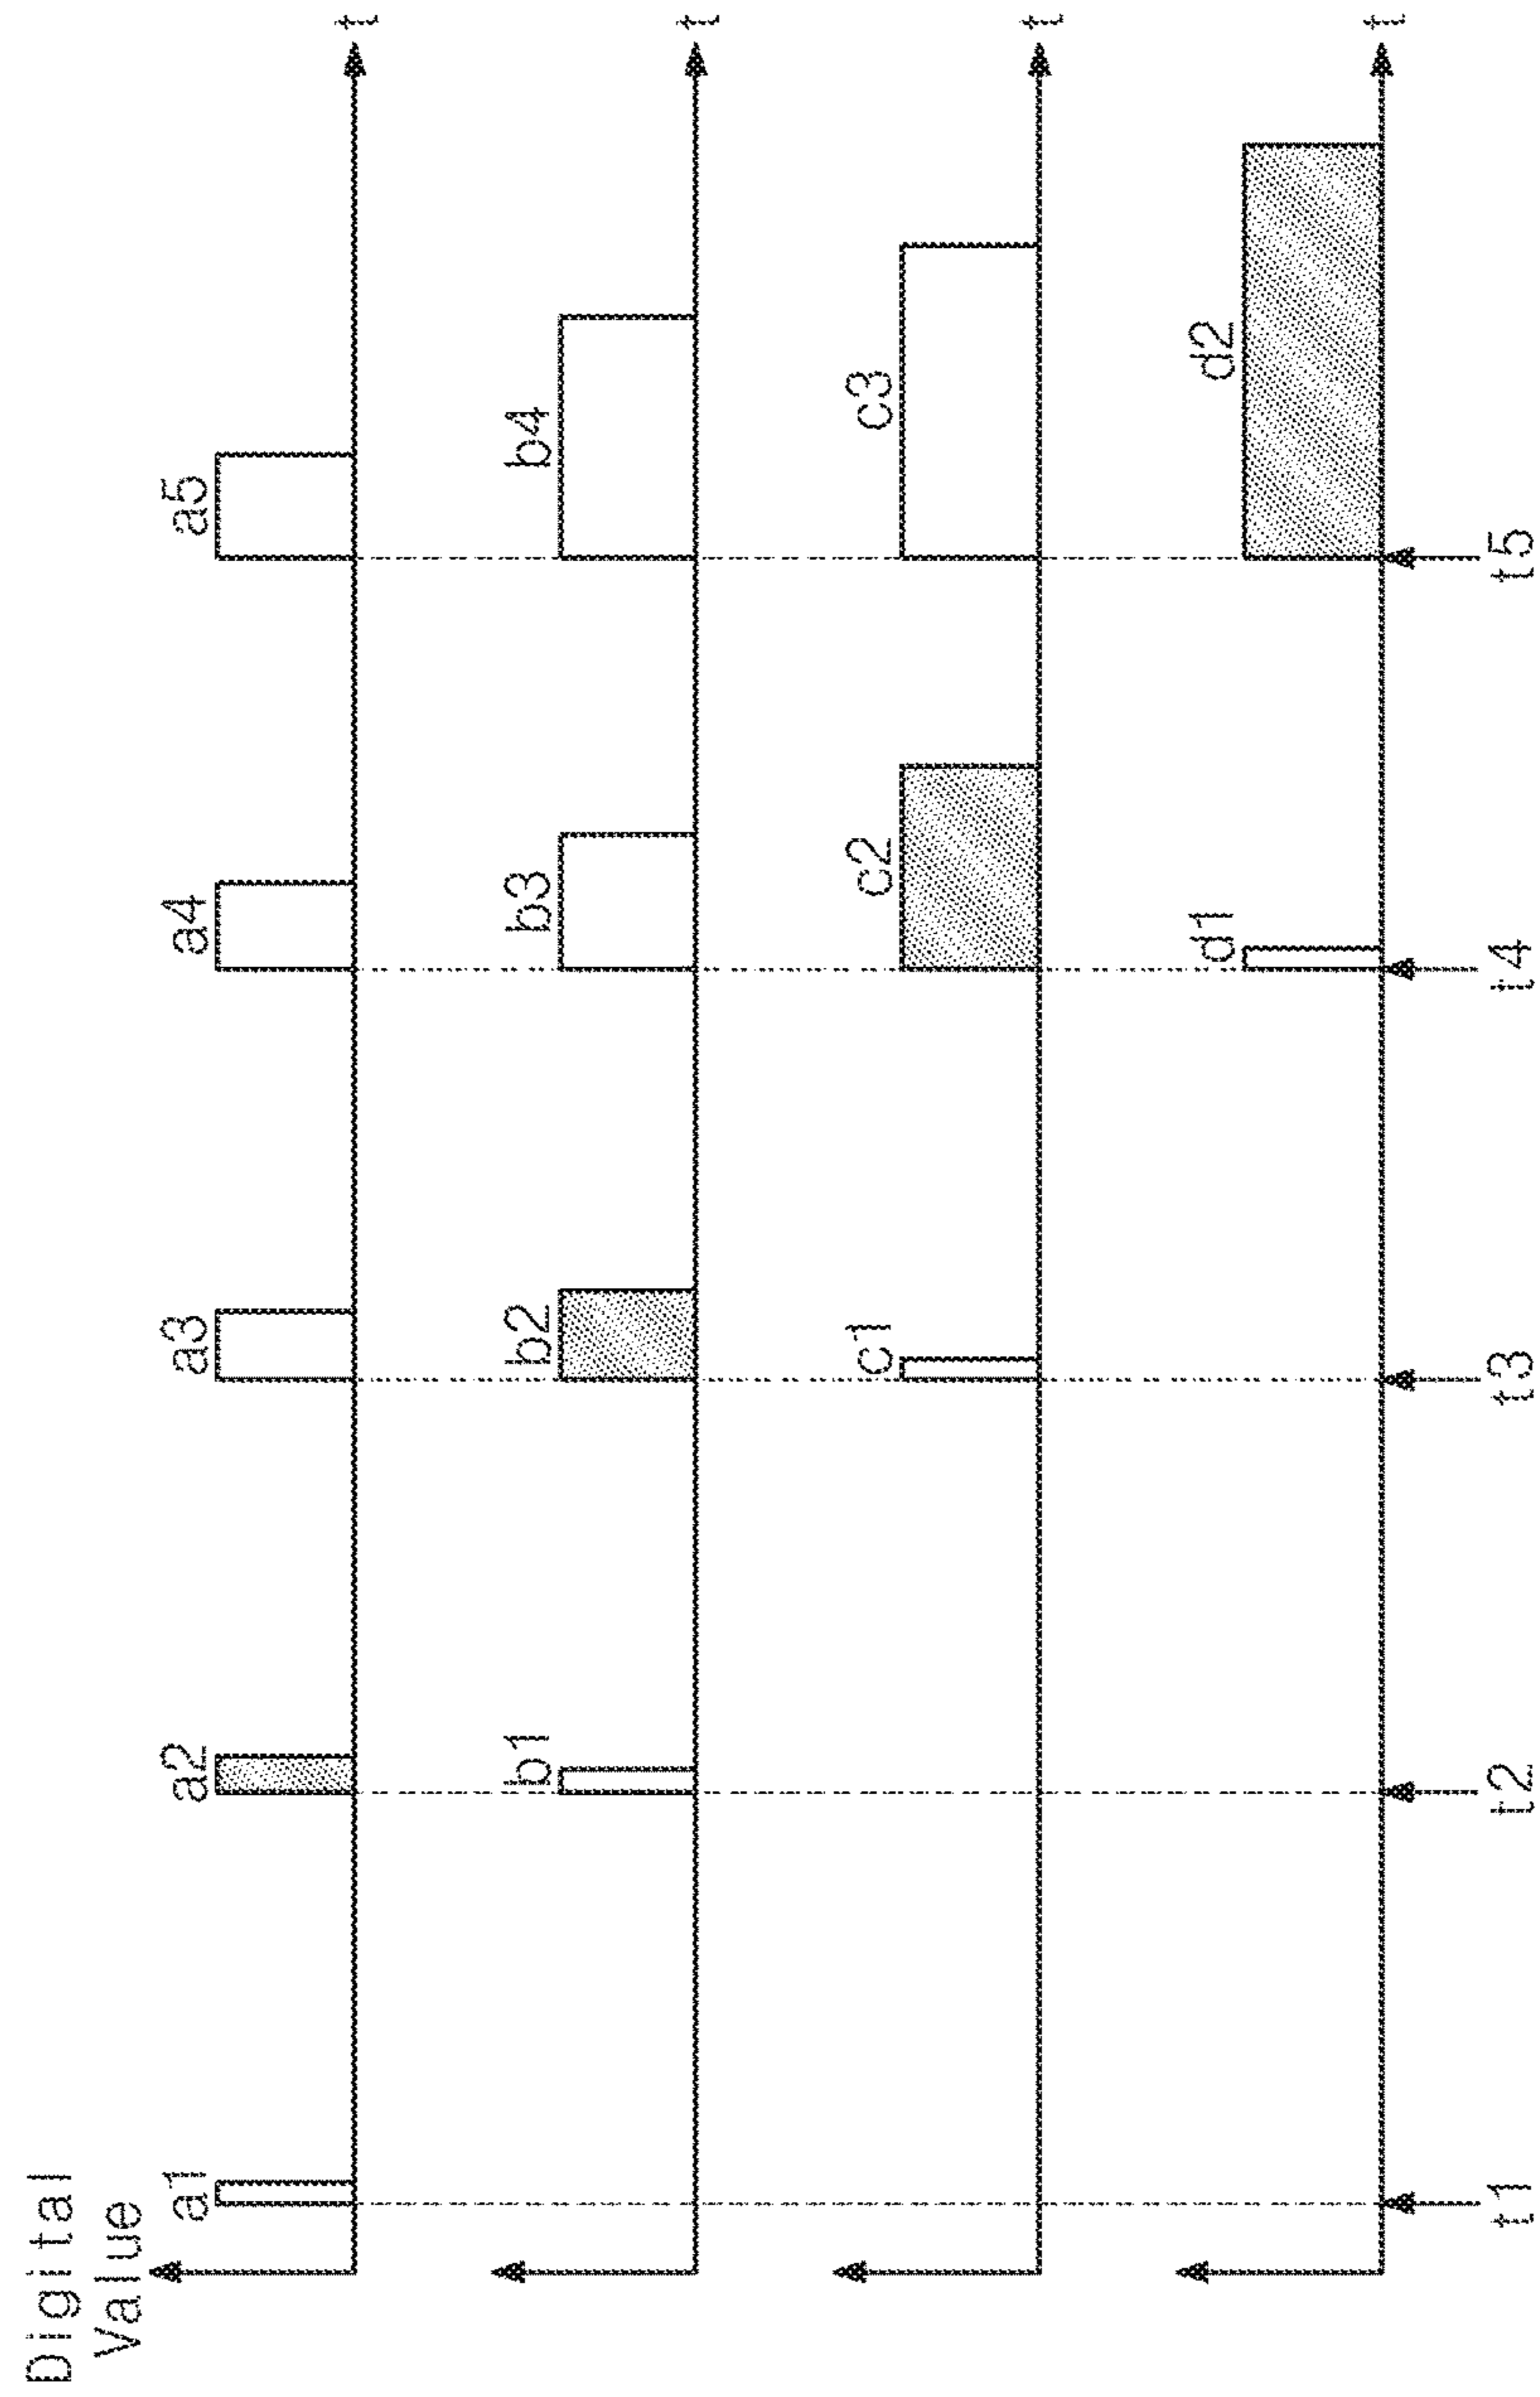 Digital
Value
a1
a2
a3
a4
a5
t
b1
b2
b3
b4
t
c1
c2
c3
t
d1
d2
t
t1
t2
t3
t4
t5